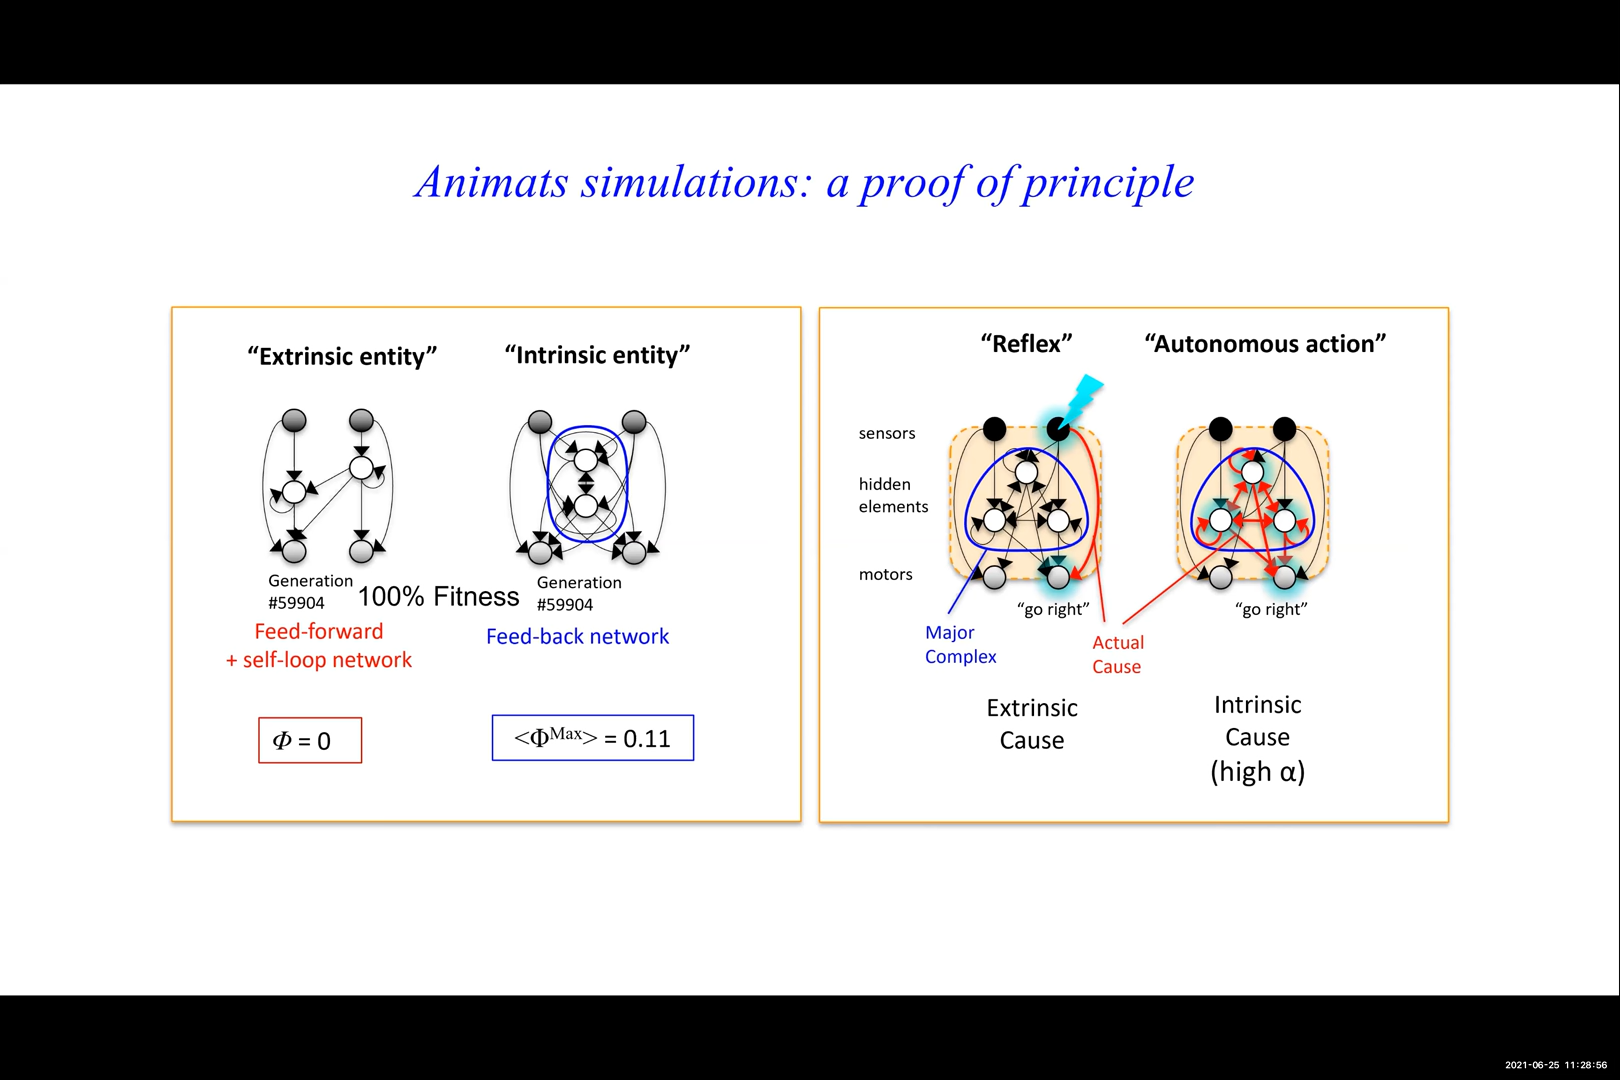 Animats simulations: a proof of principle
“Extrinsic entity”
“Intrinsic entity”
Generation
#59904
100% Fitness
Generation
#59904
Feed-forward
+ self-loop network
Feed-back network
Φ = 0
<Φ^Max> = 0.11
“Reflex”
“Autonomous action”
sensors
hidden
elements
motors
“go right”
“go right”
Major
Complex
Actual
Cause
Extrinsic
Cause
Intrinsic
Cause
(high α)
2021-06-25 11:28:56